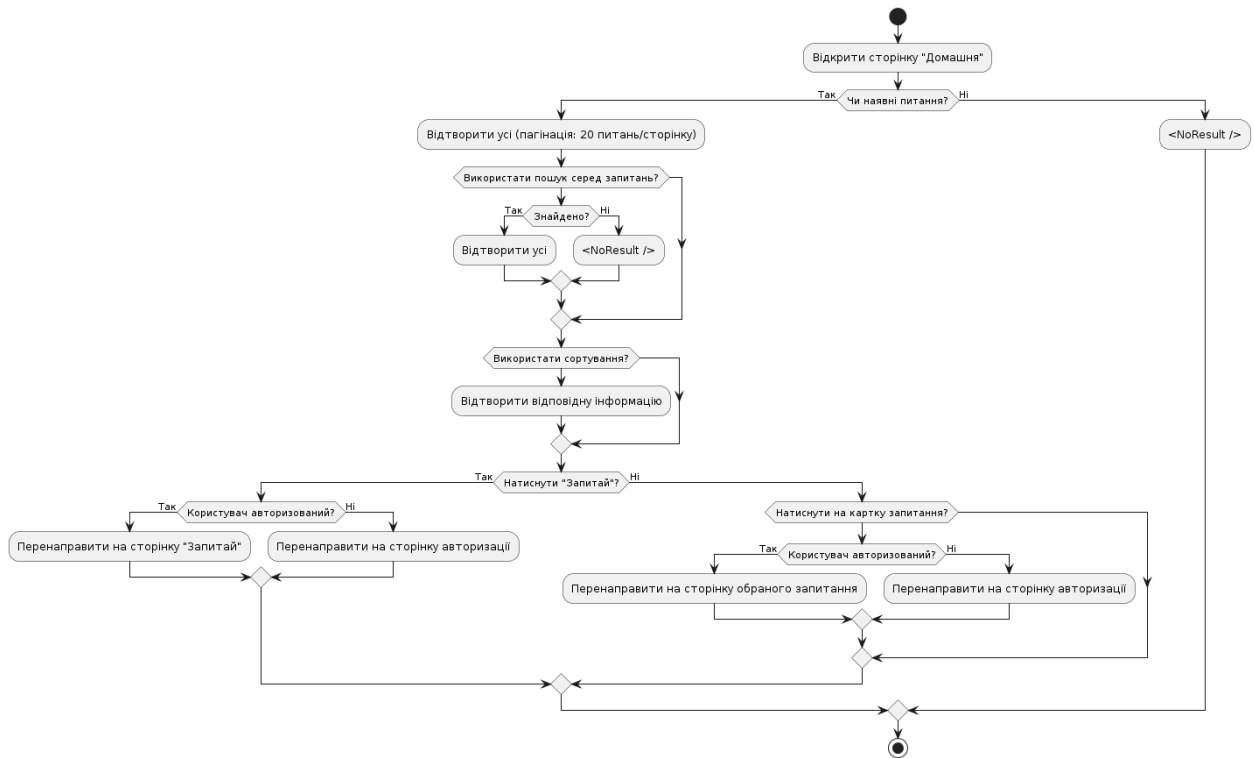 Відкрити сторінку "Домашня"
Так
Чи наявні питання?
Ні
Відтворити усі (пагінація: 20 питань/сторінку)
<NoResult />
Використати пошук серед запитань?
Так
Знайдено?
Ні
Відтворити усі
<NoResult />
Використати сортування?
Відтворити відповідну інформацію
Так
Натиснути "Запитай"?
Ні
Так
Користувач авторизований?
Ні
Перенаправити на сторінку "Запитай"
Перенаправити на сторінку авторизації
Натиснути на картку запитання?
Так
Користувач авторизований?
Ні
Перенаправити на сторінку обраного запитання
Перенаправити на сторінку авторизації